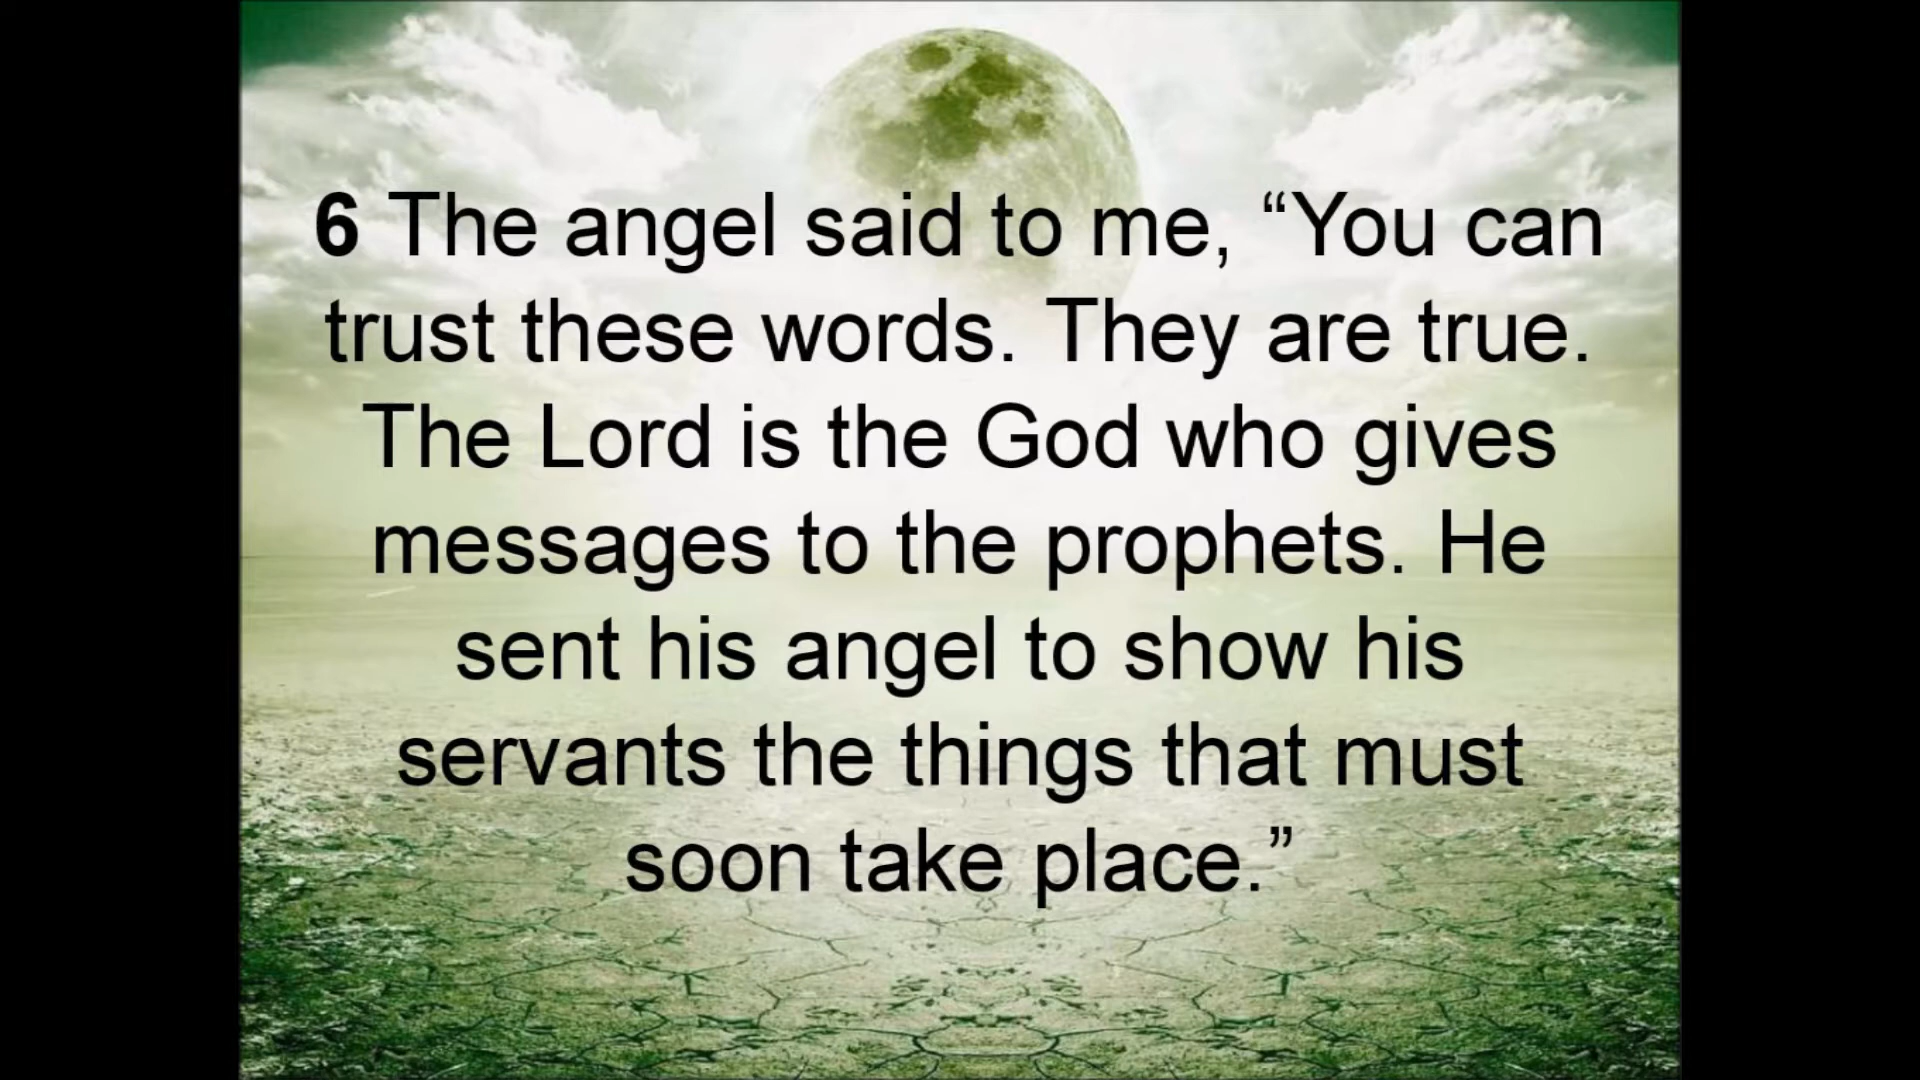 6 The angel said to me, “You can
trust these words. They are true.
The Lord is the God who gives
messages to the prophets. He
sent his angel to show his
servants the things that must
soon take place.”